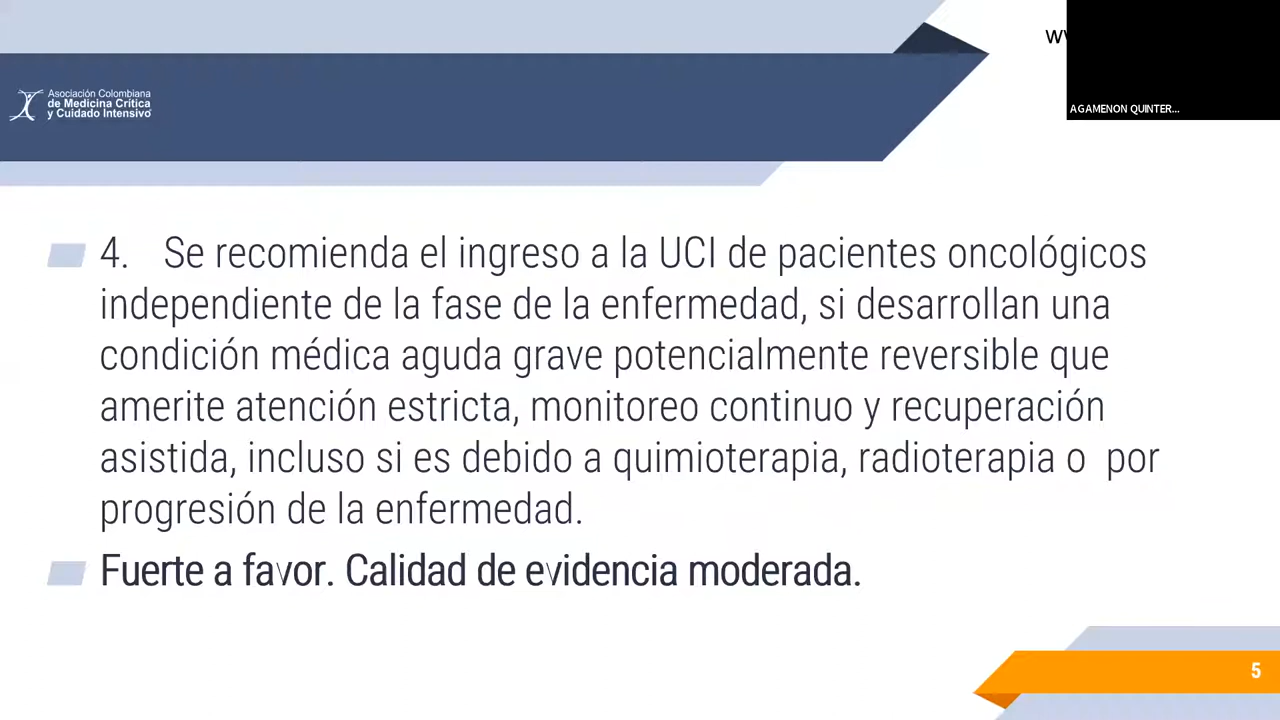 Asociación Colombiana
de Medicina Crítica
y Cuidado Intensivo
AGAMENON QUINTER...
4. Se recomienda el ingreso a la UCI de pacientes oncológicos
independiente de la fase de la enfermedad, si desarrollan una
condición médica aguda grave potencialmente reversible que
amerite atención estricta, monitoreo continuo y recuperación
asistida, incluso si es debido a quimioterapia, radioterapia o por
progresión de la enfermedad.
Fuerte a favor. Calidad de evidencia moderada.
5